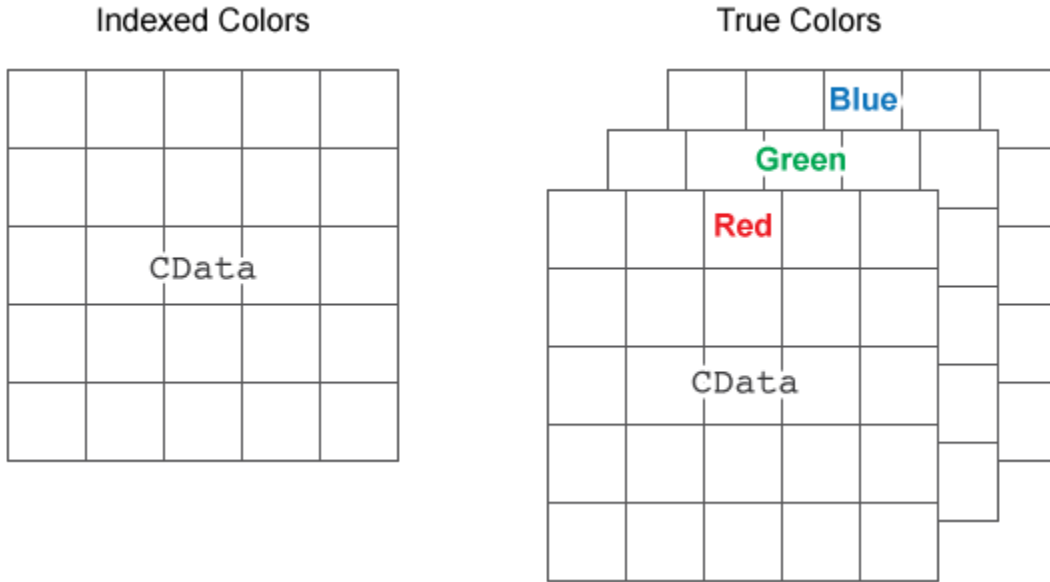 Indexed Colors
CData
True Colors
Blue
Green
Red
CData